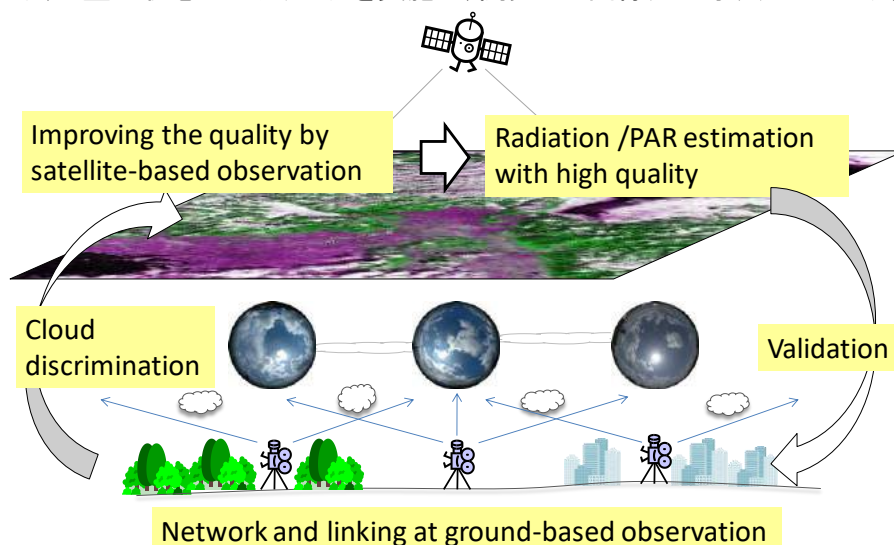 Improving the quality by
satellite-based observation
Radiation /PAR estimation
with high quality
Cloud
discrimination
Validation
Network and linking at ground-based observation